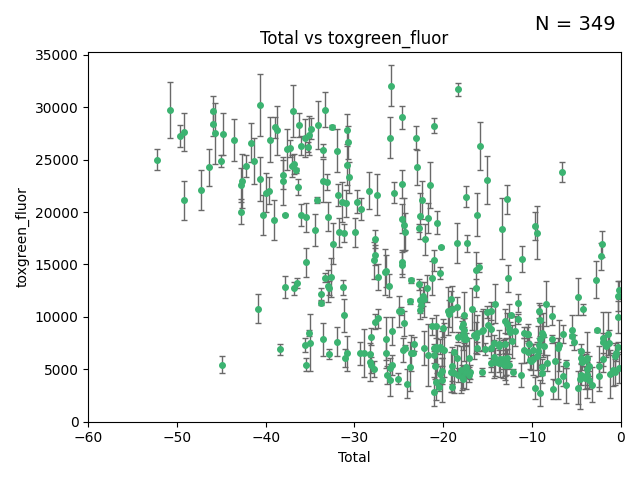 N = 349
Total vs toxgreen_fluor
35000
30000
25000
20000
15000
10000
5000
0
toxgreen_fluor
−60 −50 −40 −30 −20 −10 0
Total